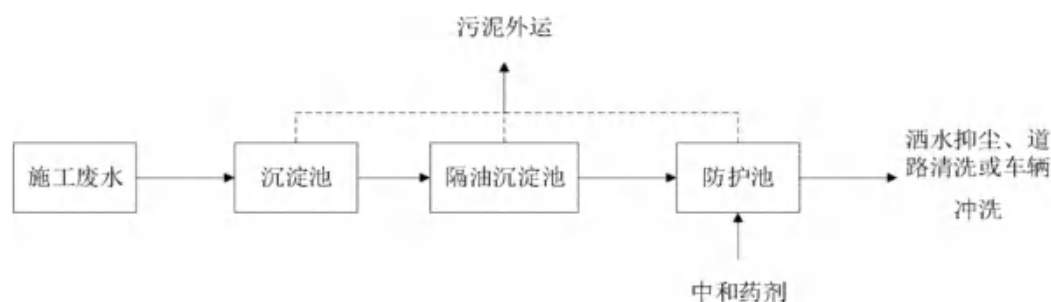 污泥外运
施工废水
沉淀池
隔油沉淀池
防护池
洒水抑尘、道
路清洗或车辆
冲洗
中和药剂